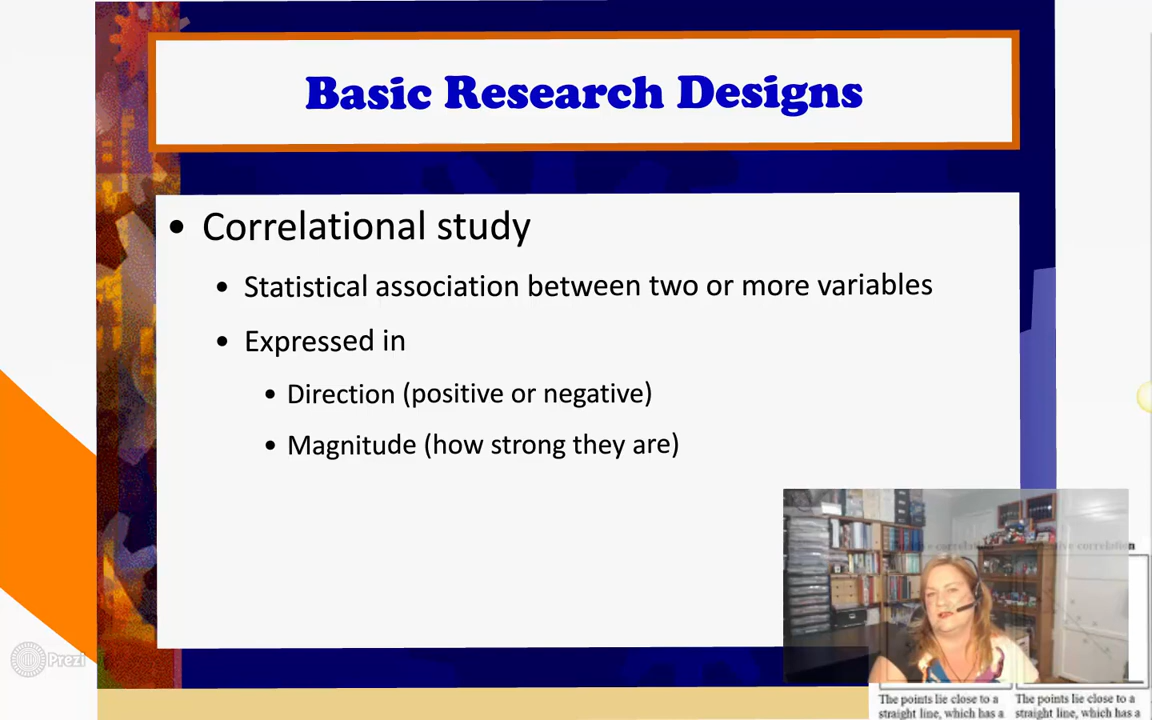 Basic Research Designs
• Correlational study
• Statistical association between two or more variables
• Expressed in
• Direction (positive or negative)
• Magnitude (how strong they are)
Prezi
The points lie close to a
straight line, which has a
The points lie close to a
straight line, which has a